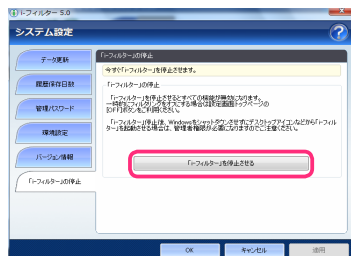 i-フィルター 5.0
システム設定
?
データ更新
履歴保存日数
管理パスワード
環境設定
バージョン情報
「i-フィルター」の停止
「i-フィルター」の停止
今すぐ「i-フィルター」を停止させます。
「i-フィルター」の停止
「i-フィルター」を停止させるとすべての機能が無効になります。
一時的にフィルタリングをオフにする場合は設定画面トップページの
[OFF]ボタンをご利用ください。
「i-フィルター」停止後、Windowsをシャットダウンさせずにデスクトップアイコンなどから「i-フィル
ター」を起動させる場合は、管理者権限が必要になりますのでご注意ください。
「i-フィルター」を停止させる
OK
キャンセル
適用